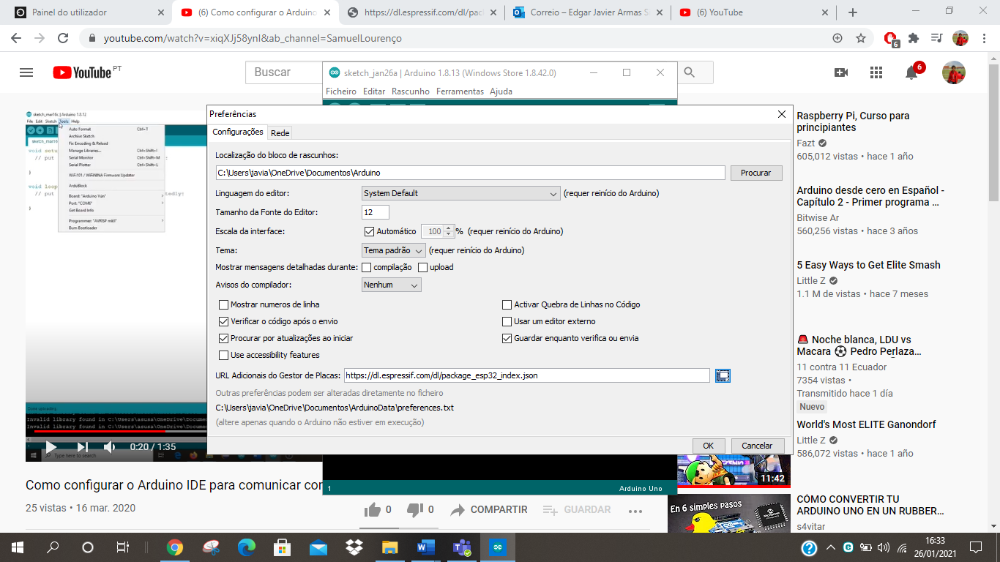 Painel do utilizador
(6) Como configurar o Arduino
https://dl.espressif.com/dl/pac
Correio – Edgar Javier Armas S
(6) YouTube
youtube.com/watch?v=xiqXJj58ynI&ab_channel=SamuelLourenço
6
YouTube PT
Buscar
6
sketch_jan26a | Arduino 1.8.13 (Windows Store 1.8.42.0)
Ficheiro Editar Rascunho Ferramentas Ajuda
sketch_mar16c | Arduino 1.8.12
File Edit Sketch Tools Help
Auto Format Ctrl+T
Archive Sketch
Fix Encoding & Reload
Manage Libraries... Ctrl+Shift+I
Serial Monitor Ctrl+Shift+M
Serial Plotter Ctrl+Shift+L
WiFi101 / WiFiNINA Firmware Updater
ArduBlock
Board: "Arduino Yún"
Port: "COM6"
Get Board Info
Programmer: "AVRISP mkII"
Burn Bootloader
sketch_mar16
void setu
// put
}
void loop
// put
tedly:
}
Done uploading.
Invalid library found in C:\Users\asusa\OneDrive\Docume
Invalid library found in C:\Users\asusa\OneDrive\Docume
0:20 / 1:35
Type here to search
Preferências
Configurações Rede
Localização do bloco de rascunhos:
C:\Users\javia\OneDrive\Documentos\Arduino
Procurar
Linguagem do editor: System Default (requer reinício do Arduino)
Tamanho da Fonte do Editor: 12
Escala da interface: Automático 100 % (requer reinício do Arduino)
Tema: Tema padrão (requer reinício do Arduino)
Mostrar mensagens detalhadas durante: compilação upload
Avisos do compilador: Nenhum
Mostrar numeros de linha Activar Quebra de Linhas no Código
Verificar o código após o envio Usar um editor externo
Procurar por atualizações ao iniciar Guardar enquanto verifica ou envia
Use accessibility features
URL Adicionais do Gestor de Placas: https://dl.espressif.com/dl/package_esp32_index.json
Outras preferências podem ser alteradas diretamente no ficheiro
C:\Users\javia\OneDrive\Documentos\ArduinoData\preferences.txt
(altere apenas quando o Arduino não estiver em execução)
OK Cancelar
1 Arduino Uno
Como configurar o Arduino IDE para comunicar con
25 vistas • 16 mar. 2020
0 0 COMPARTIR GUARDAR
Raspberry Pi, Curso para
principiantes
Fazt
605,012 vistas • hace 1 año
Arduino desde cero en Español -
Capítulo 2 - Primer programa ...
Bitwise Ar
560,256 vistas • hace 3 años
5 Easy Ways to Get Elite Smash
Little Z
1.1 M de vistas • hace 7 meses
🚨 Noche blanca, LDU vs
Macara ⚽ Pedro Perlaza...
11 contra 11 Ecuador
7354 vistas •
Transmitido hace 1 día
Nuevo
World's Most ELITE Ganondorf
Little Z
586,072 vistas • hace 1 año
11:42
En 6 simples pasos
CÓMO CONVERTIR TU
ARDUINO UNO EN UN RUBBER...
s4vitar
16:33
26/01/2021